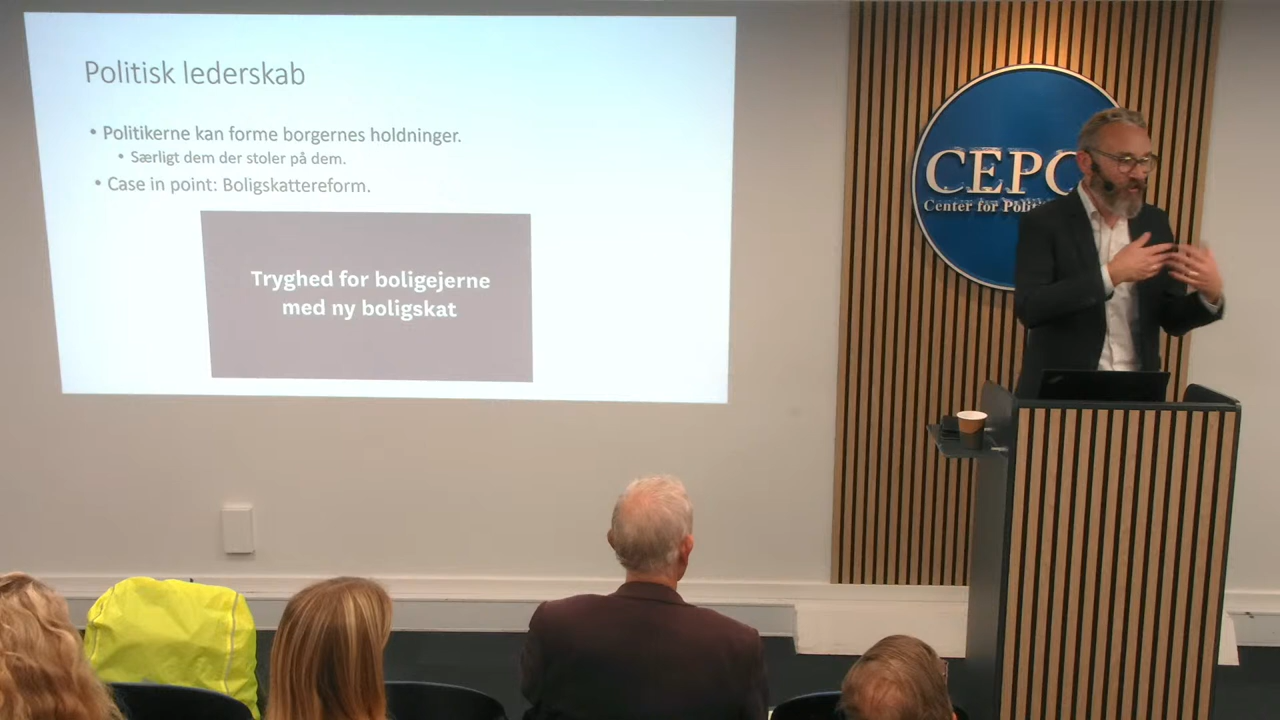 Politisk lederskab
• Politikerne kan forme borgernes holdninger.
• Særligt dem der stoler på dem.
• Case in point: Boligskattereform.
Tryghed for boligejerne
med ny boligskat
CEPO
Center for